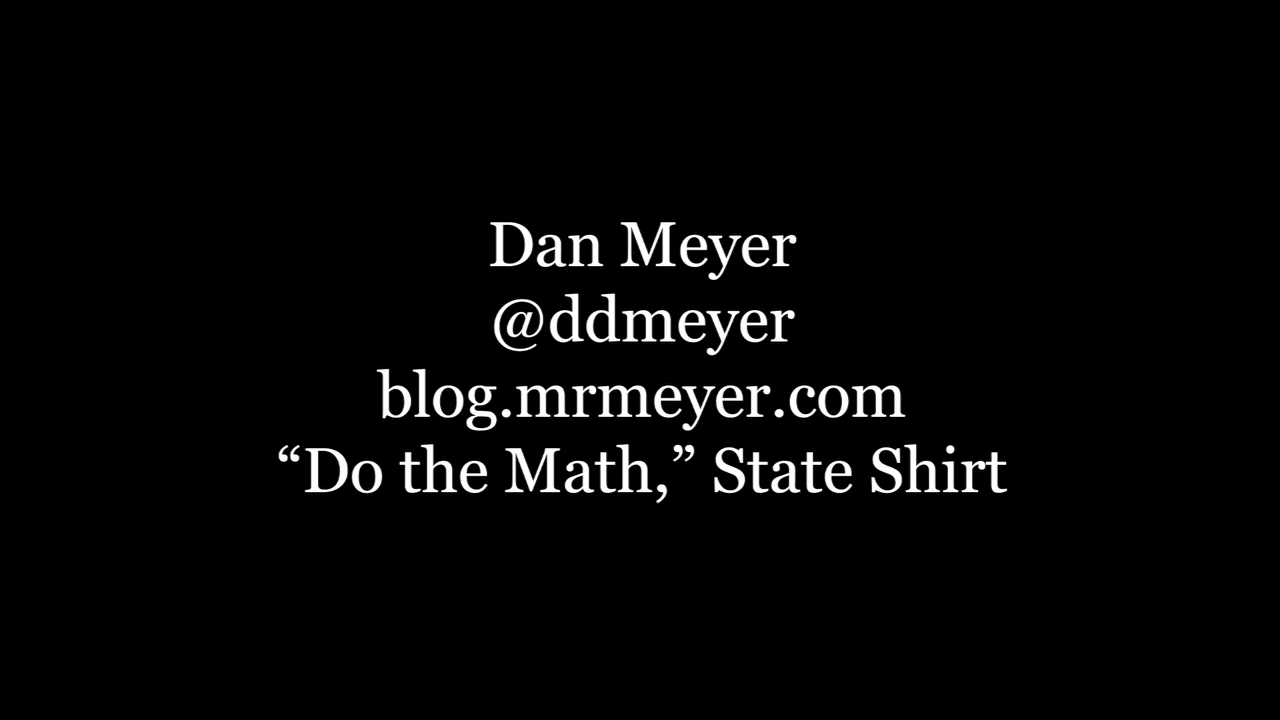 Dan Meyer
@ddmeyer
blog.mrmeyer.com
“Do the Math,” State Shirt